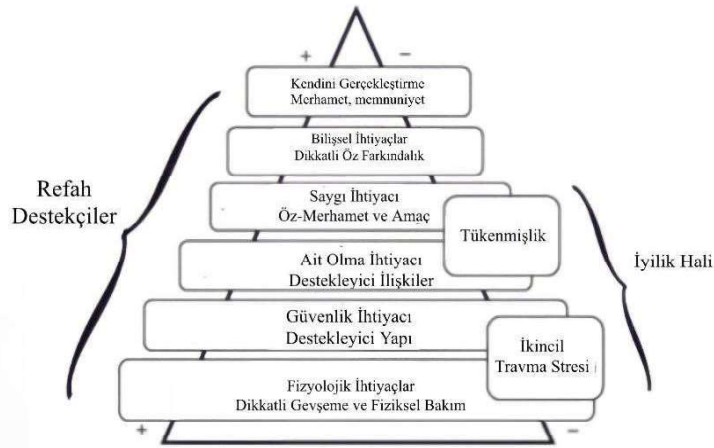 + −
Kendini Gerçekleştirme
Merhamet, memnuniyet
Bilişsel İhtiyaçlar
Dikkatli Öz Farkındalık
Refah
Destekçiler
Saygı İhtiyacı
Öz-Merhamet ve Amaç
Tükenmişlik
Ait Olma İhtiyacı
Destekleyici İlişkiler
İyilik Hali
Güvenlik İhtiyacı
Destekleyici Yapı
İkincil
Travma Stresi
Fizyolojik İhtiyaçlar
Dikkatli Gevşeme ve Fiziksel Bakım
+ −